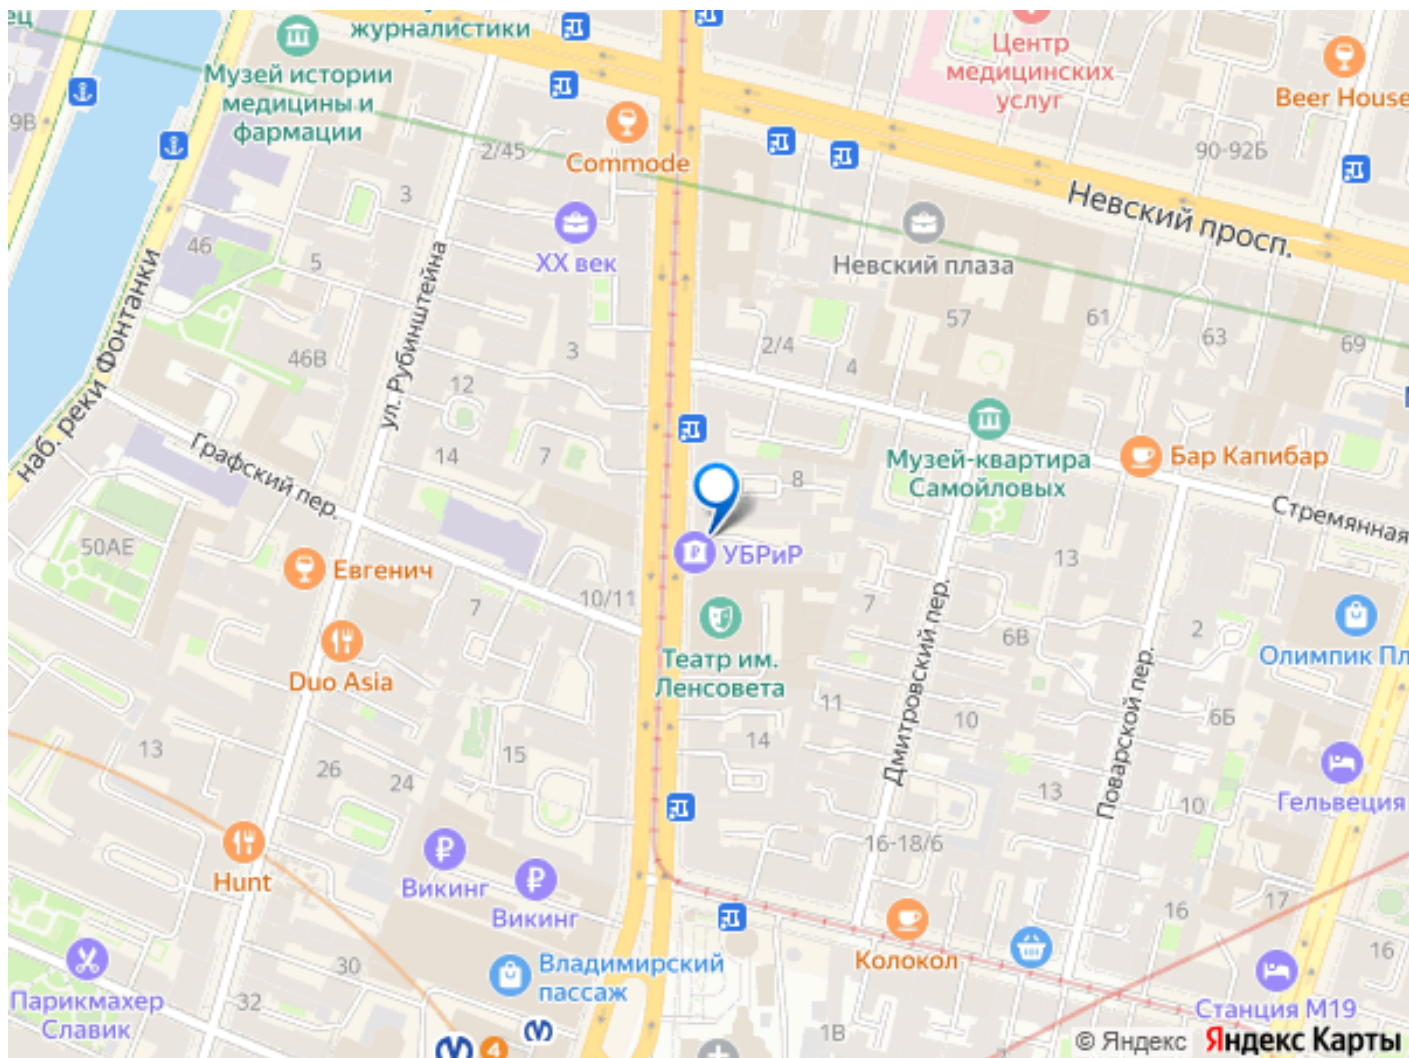 ец
журналистики
Музей истории
медицины и
фармации
9В
2/45
Commode
Центр
медицинских
услуг
Beer House
90-92Б
Невский просп.
3
46
5
XX век
Невский плаза
наб. реки Фонтанки
ул. Рубинштейна
46В
3
12
2/4
4
57
61
63
69
Графский пер.
14
7
8
Музей-квартира
Самойловых
Бар Капибар
Стремянная
50АЕ
Евгенич
УБРиР
7
10/11
7
13
6В
2
Театр им.
Ленсовета
Duo Asia
Олимпик Пл
Дмитровский пер.
Поварской пер.
11
10
6Б
13
15
14
26
24
13
10
Гельвеция
Hunt
Викинг
Викинг
16-18/6
17
16
Колокол
16
Парикмахер
Славик
30
32
Владимирский
пассаж
Станция М19
1В
4
© Яндекс Яндекс Карты